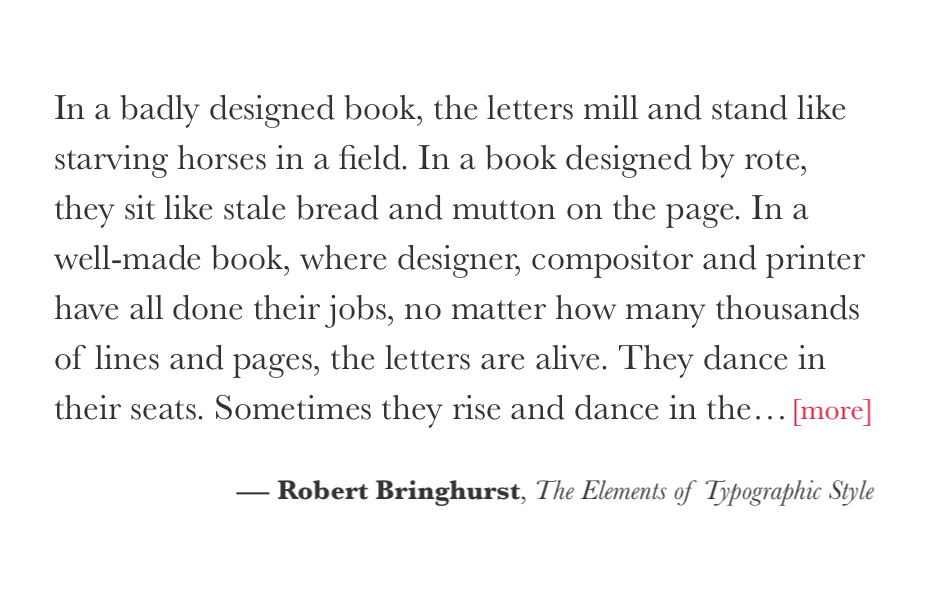 In a badly designed book, the letters mill and stand like
starving horses in a field. In a book designed by rote,
they sit like stale bread and mutton on the page. In a
well-made book, where designer, compositor and printer
have all done their jobs, no matter how many thousands
of lines and pages, the letters are alive. They dance in
their seats. Sometimes they rise and dance in the… [more]
— Robert Bringhurst, The Elements of Typographic Style